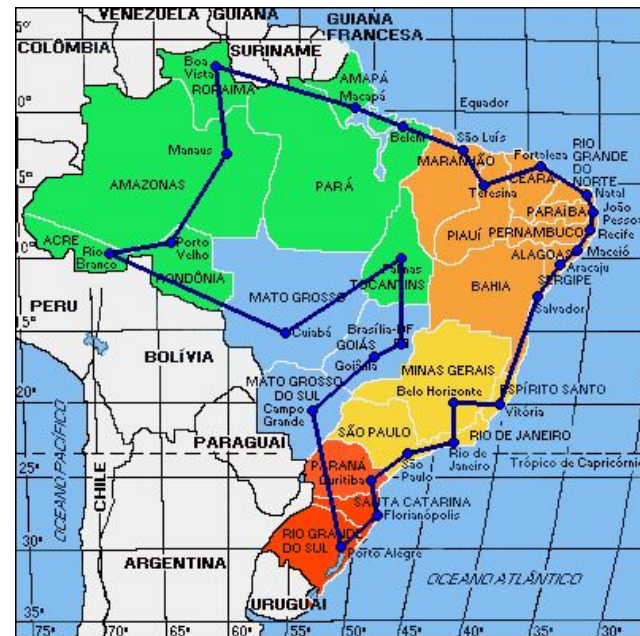 VENEZUELA
GUIANA
GUIANA
FRANCESA
COLÔMBIA
SURINAME
5°
Boa
Vista
RORAIMA
AMAPÁ
Macapá
Equador
0°
Belém
São Luís
RIO
GRANDE
DO
NORTE
Fortaleza
Manaus
MARANHÃO
CEARÁ
Teresina
Natal
AMAZONAS
PARÁ
5°
João
Pessoa
PARAÍBA
PIAUÍ
PERNAMBUCO
Recife
ACRE
Rio
Branco
Porto
Velho
ALAGOAS
Maceió
0°
Palmas
Aracaju
RONDÔNIA
TOCANTINS
SERGIPE
MATO GROSSO
BAHIA
PERU
Salvador
15°
Cuiabá
Brasília-DF
GOIÁS
Goiânia
BOLÍVIA
MINAS GERAIS
20°
MATO GROSSO
DO SUL
Campo
Grande
Belo Horizonte
ESPÍRITO SANTO
Vitória
SÃO PAULO
RIO DE JANEIRO
PARAGUAI
Rio de
Janeiro
Trópico de Capricórnio
São
Paulo
PARANÁ
Curitiba
25°
OCEANO PACÍFICO
CHILE
SANTA CATARINA
Florianópolis
RIO GRANDE
DO SUL
Porto Alegre
30°
ARGENTINA
OCEANO ATLÂNTICO
URUGUAI
35°
75°
70°
65°
60°
55°
50°
45°
40°
35°
30°